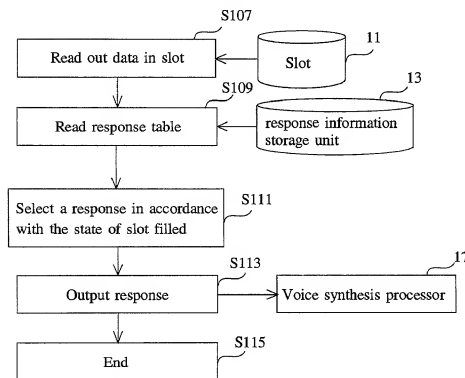 S107
11
Read out data in slot
Slot
S109
13
Read response table
response information
storage unit
S111
Select a response in accordance
with the state of slot filled
S113
17
Output response
Voice synthesis processor
S115
End